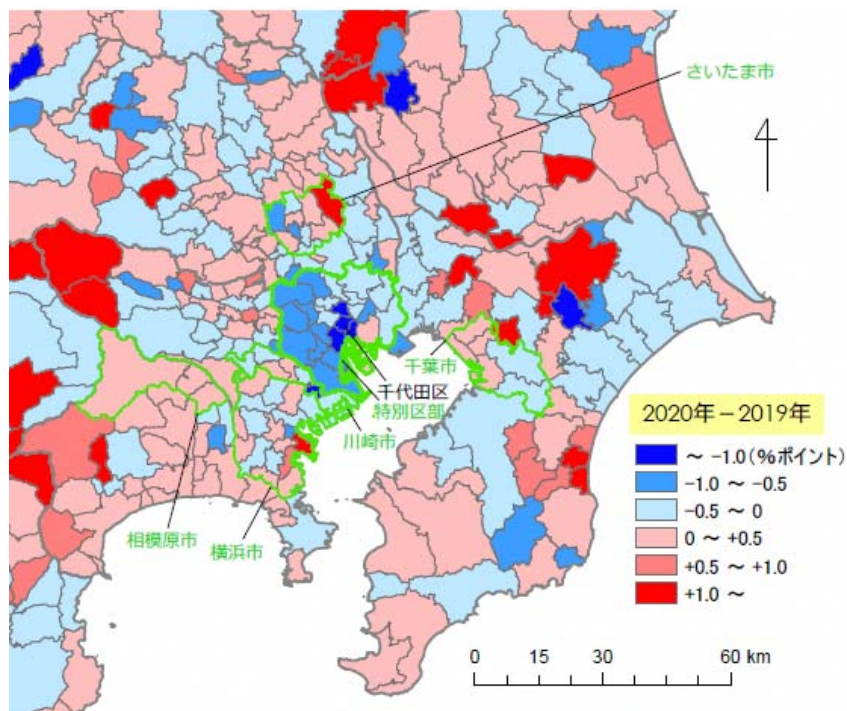 さいたま市
千葉市
千代田区
特別区部
川崎市
相模原市
横浜市
2020年－2019年
～ -1.0(%ポイント)
-1.0 ～ -0.5
-0.5 ～ 0
0 ～ +0.5
+0.5 ～ +1.0
+1.0 ～
0 15 30 60 km